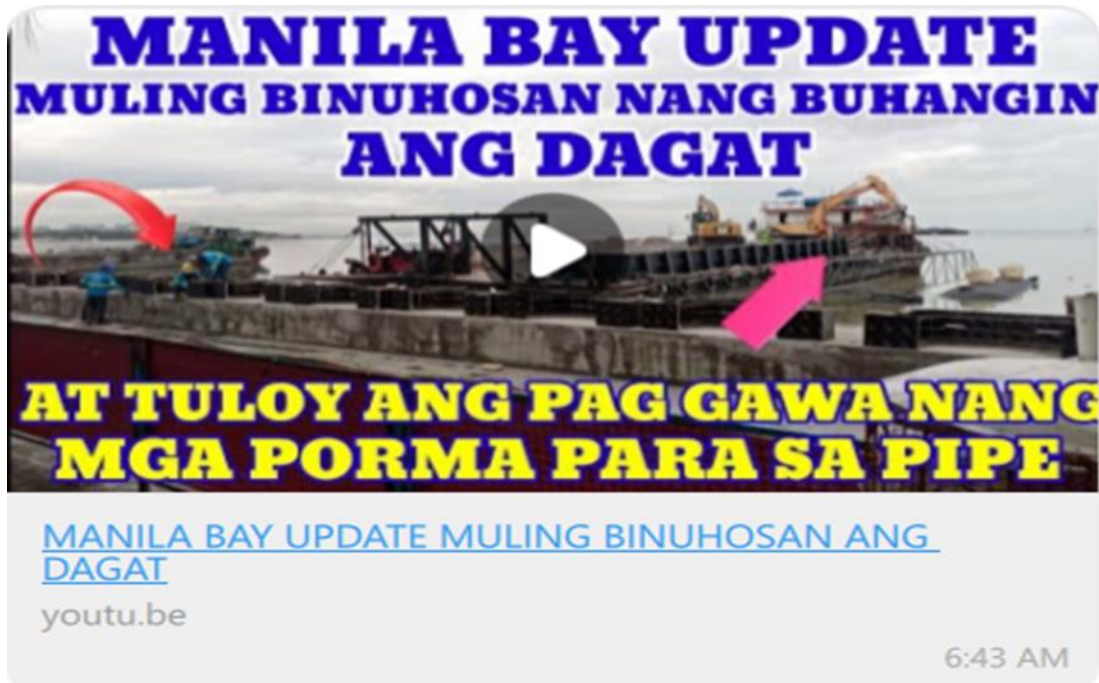 MANILA BAY UPDATE
MULING BINUHOSAN NANG BUHANGIN
ANG DAGAT
AT TULOY ANG PAG GAWA NANG
MGA PORMA PARA SA PIPE
MANILA BAY UPDATE MULING BINUHOSAN ANG
DAGAT
youtu.be
6:43 AM